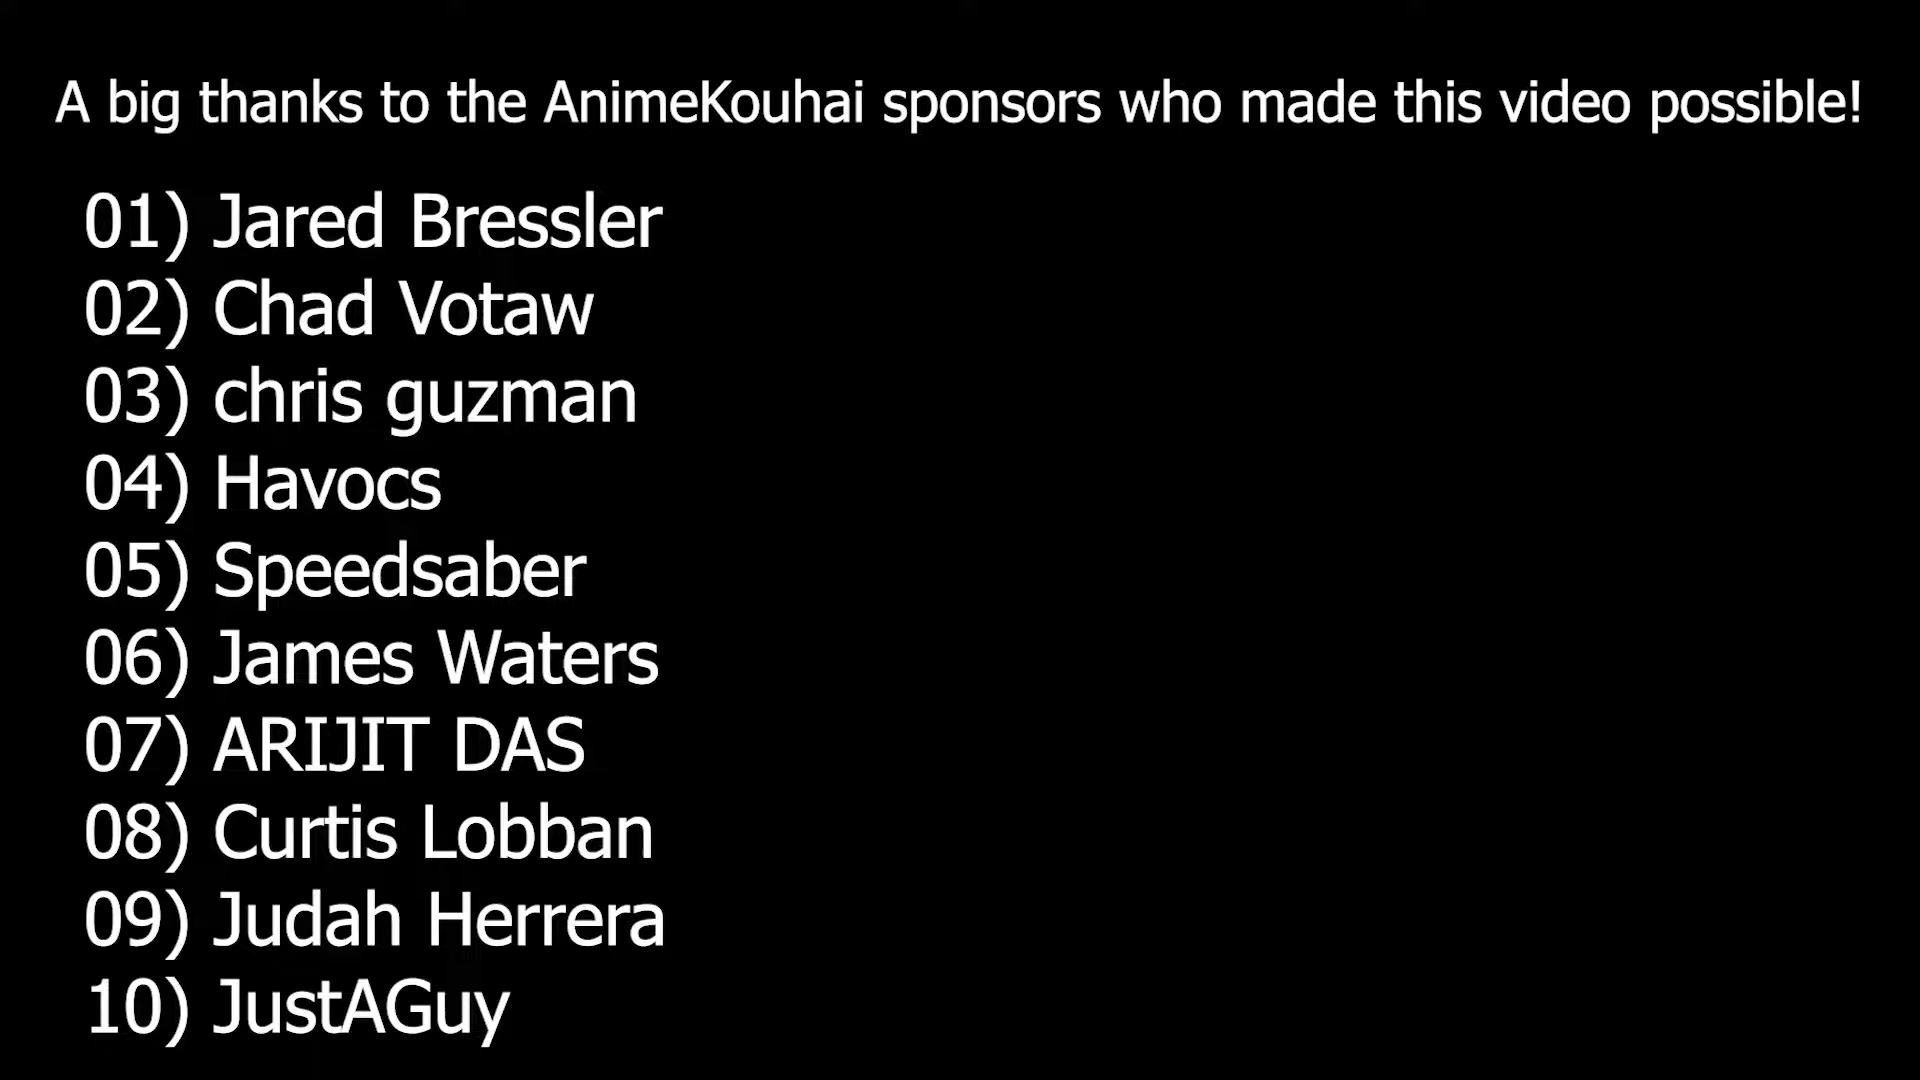 A big thanks to the AnimeKouhai sponsors who made this video possible!
01) Jared Bressler
02) Chad Votaw
03) chris guzman
04) Havocs
05) Speedsaber
06) James Waters
07) ARIJIT DAS
08) Curtis Lobban
09) Judah Herrera
10) JustAGuy